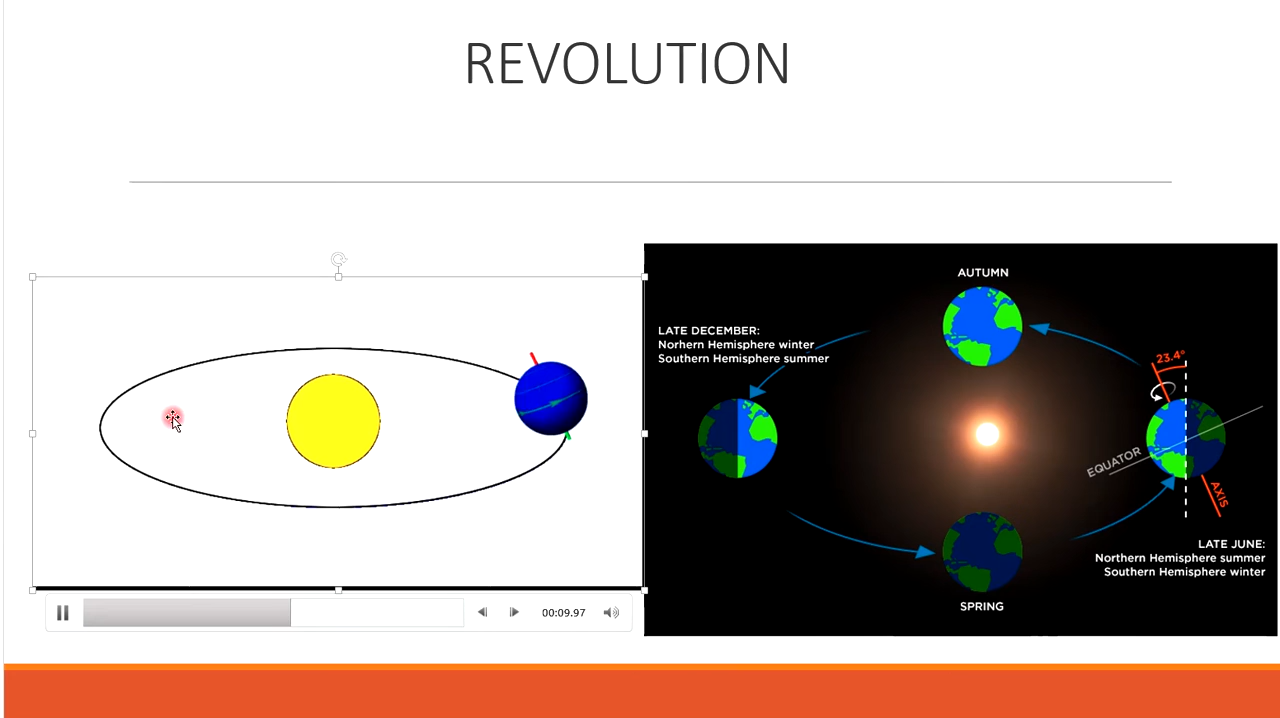 REVOLUTION
AUTUMN
LATE DECEMBER:
Norhern Hemisphere winter
Southern Hemisphere summer
23.4°
EQUATOR
AXIS
LATE JUNE:
Northern Hemisphere summer
Southern Hemisphere winter
SPRING
00:09.97